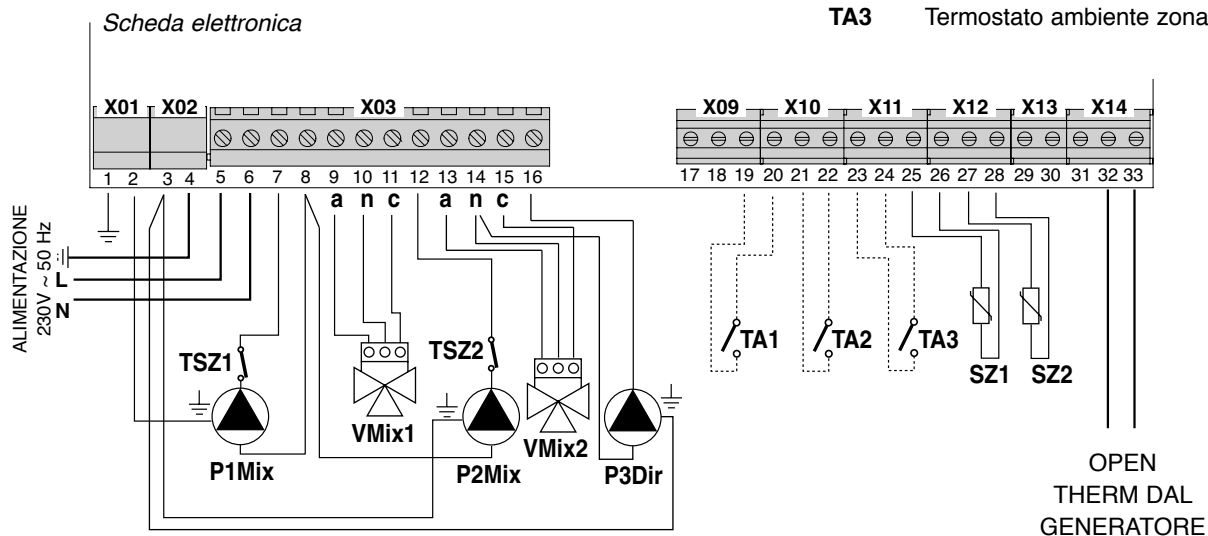 Scheda elettronica
TA3 Termostato ambiente zona
X01 X02 X03 X09 X10 X11 X12 X13 X14
1 2 3 4 5 6 7 8 9 10 11 12 13 14 15 16 17 18 19 20 21 22 23 24 25 26 27 28 29 30 31 32 33
a n c a n c
ALIMENTAZIONE
230V ~ 50 Hz
L
N
TSZ1 TSZ2 TA1 TA2 TA3
SZ1 SZ2
VMix1 VMix2
P1Mix P2Mix P3Dir
OPEN
THERM DAL
GENERATORE